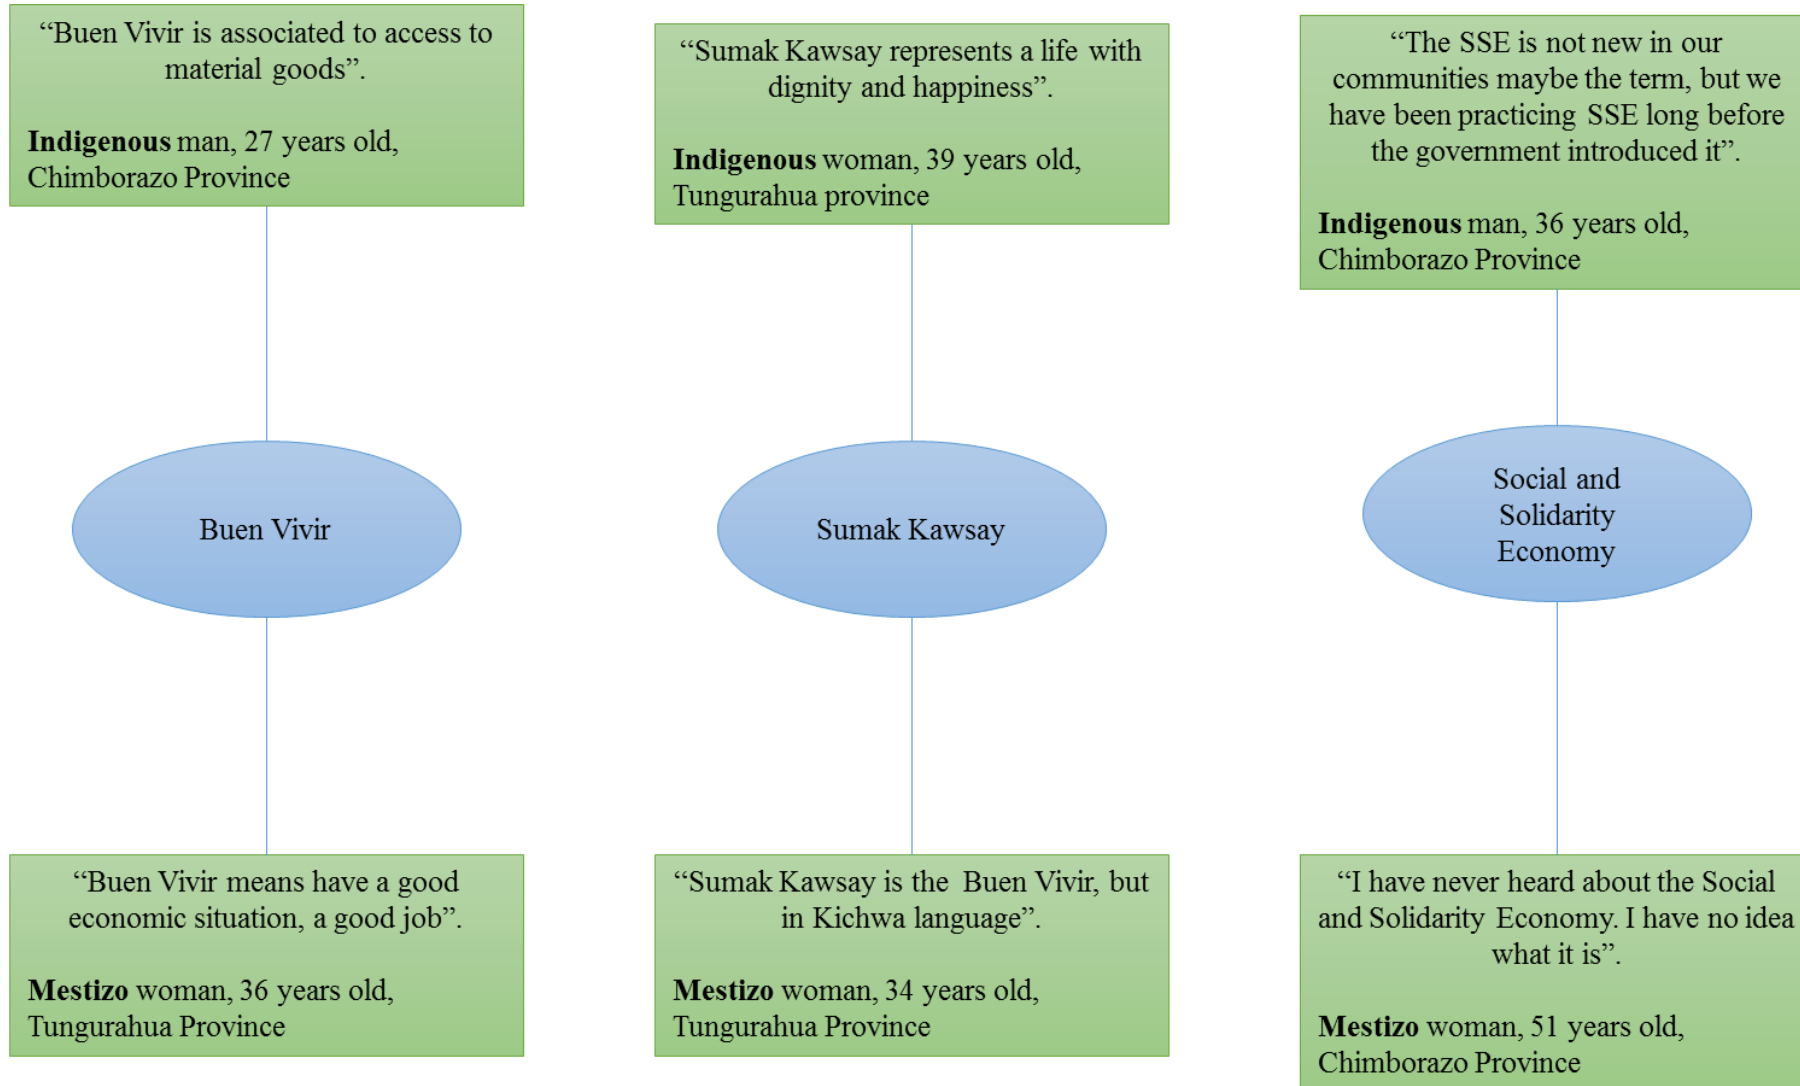 “Buen Vivir is associated to access to
material goods”.
Indigenous man, 27 years old,
Chimborazo Province
“Sumak Kawsay represents a life with
dignity and happiness”.
Indigenous woman, 39 years old,
Tungurahua province
“The SSE is not new in our
communities maybe the term, but we
have been practicing SSE long before
the government introduced it”.
Indigenous man, 36 years old,
Chimborazo Province
Buen Vivir
Sumak Kawsay
Social and
Solidarity
Economy
“Buen Vivir means have a good
economic situation, a good job”.
Mestizo woman, 36 years old,
Tungurahua Province
“Sumak Kawsay is the Buen Vivir, but
in Kichwa language”.
Mestizo woman, 34 years old,
Tungurahua Province
“I have never heard about the Social
and Solidarity Economy. I have no idea
what it is”.
Mestizo woman, 51 years old,
Chimborazo Province